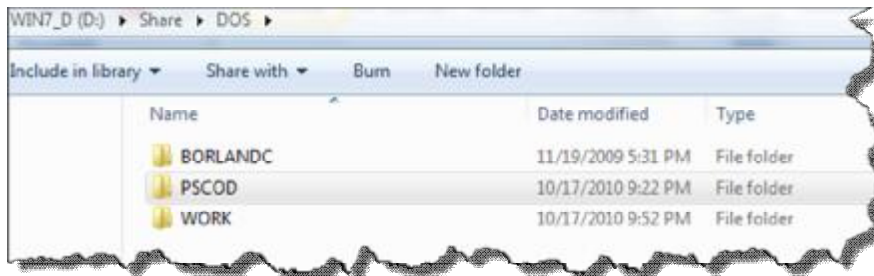 WIN7_D (D:) ▸ Share ▸ DOS ▸
Include in library Share with Burn New folder
Name Date modified Type
BORLANDC 11/19/2009 5:31 PM File folder
PSCOD 10/17/2010 9:22 PM File folder
WORK 10/17/2010 9:52 PM File folder